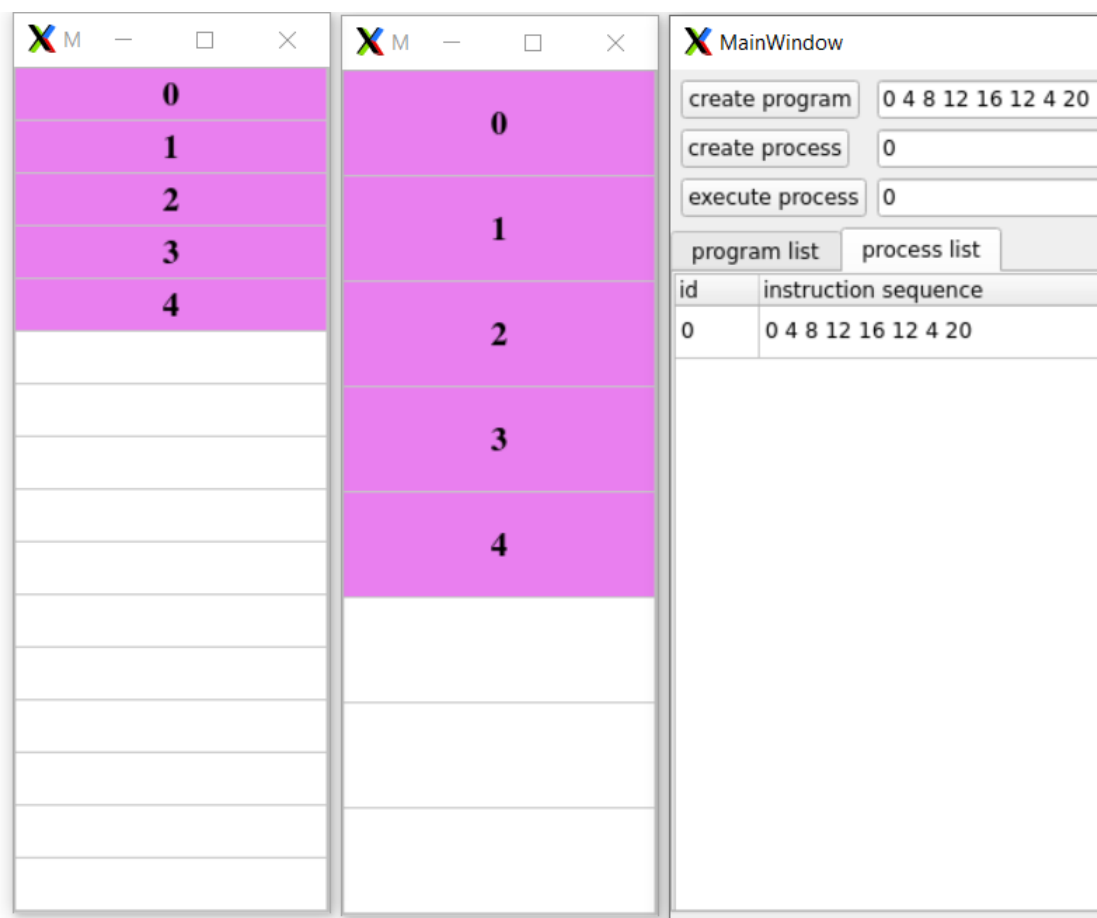 M
0
1
2
3
4
M
0
1
2
3
4
MainWindow
create program 0 4 8 12 16 12 4 20
create process 0
execute process 0
program list process list
id instruction sequence
0 0 4 8 12 16 12 4 20